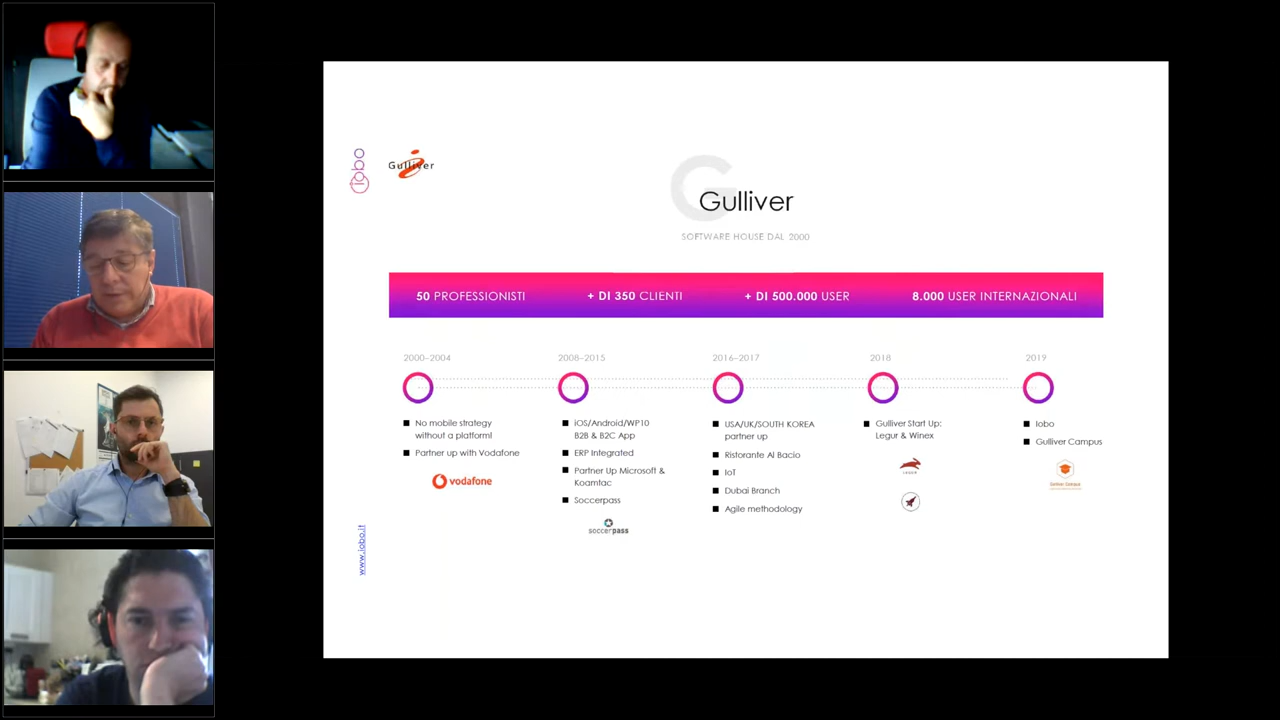 iobo
Gulliver
Gulliver
SOFTWARE HOUSE DAL 2000
50 PROFESSIONISTI
+ DI 350 CLIENTI
+ DI 500.000 USER
8.000 USER INTERNAZIONALI
2000–2004
No mobile strategy
without a platform!
Partner up with Vodafone
vodafone
2008–2015
iOS/Android/WP10
B2B & B2C App
ERP Integrated
Partner Up Microsoft &
Koamtac
Soccerpass
soccerpass
2016–2017
USA/UK/SOUTH KOREA
partner up
Ristorante Al Bacio
IoT
Dubai Branch
Agile methodology
2018
Gulliver Start Up:
Legur & Winex
LEGUR
2019
Iobo
Gulliver Campus
Gulliver Campus
www.iobo.it